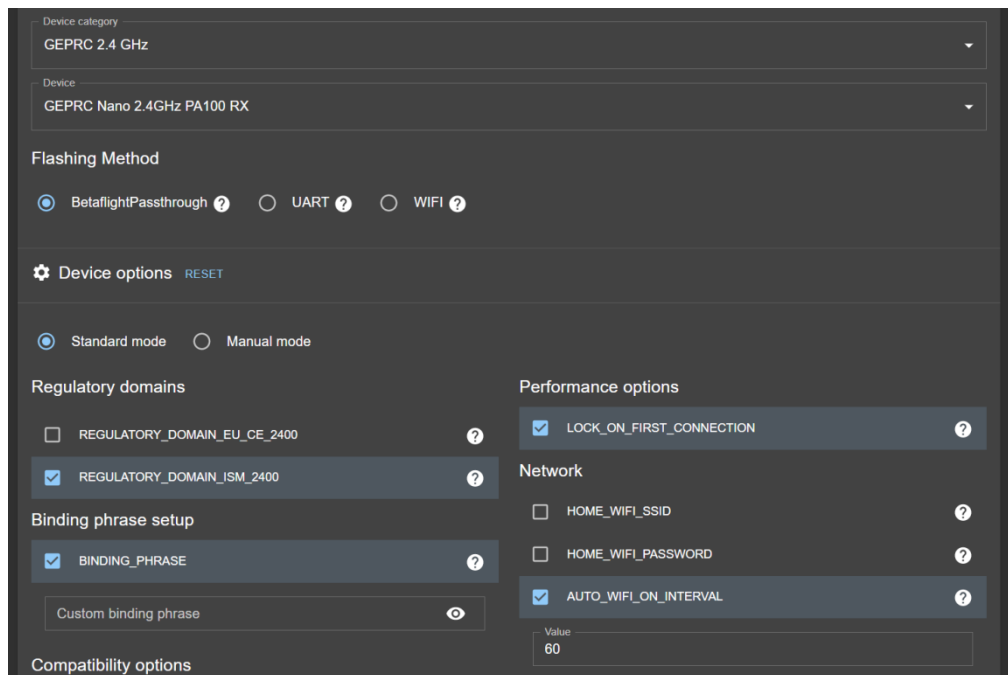 Device category
GEPRC 2.4 GHz
Device
GEPRC Nano 2.4GHz PA100 RX
Flashing Method
BetaflightPassthrough ? UART ? WIFI ?
Device options RESET
Standard mode Manual mode
Regulatory domains
REGULATORY_DOMAIN_EU_CE_2400 ?
REGULATORY_DOMAIN_ISM_2400 ?
Binding phrase setup
BINDING_PHRASE ?
Custom binding phrase
Compatibility options
Performance options
LOCK_ON_FIRST_CONNECTION ?
Network
HOME_WIFI_SSID ?
HOME_WIFI_PASSWORD ?
AUTO_WIFI_ON_INTERVAL ?
Value
60